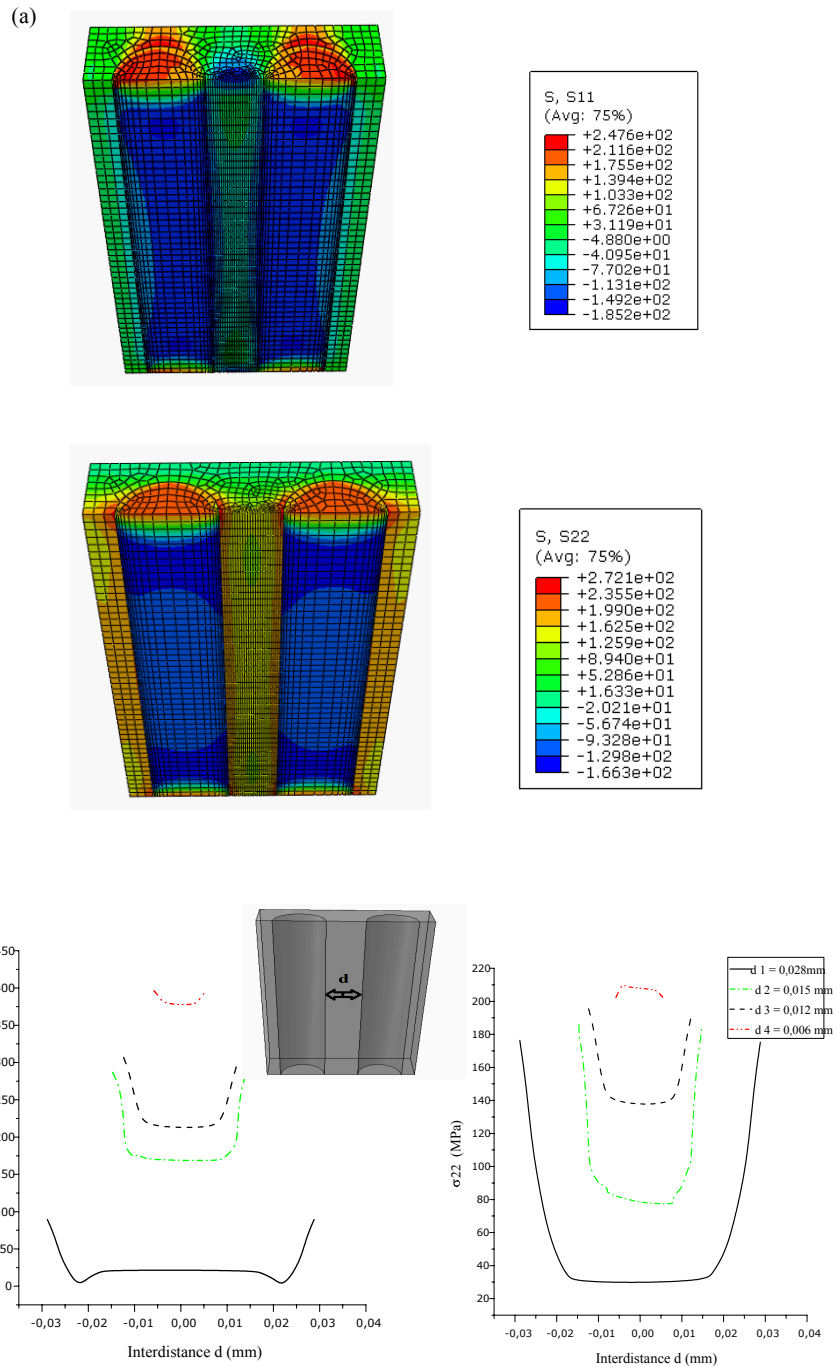 (a)
S, S11
(Avg: 75%)
+2.476e+02
+2.116e+02
+1.755e+02
+1.394e+02
+1.033e+02
+6.726e+01
+3.119e+01
-4.880e+00
-4.095e+01
-7.702e+01
-1.131e+02
-1.492e+02
-1.852e+02
S, S22
(Avg: 75%)
+2.721e+02
+2.355e+02
+1.990e+02
+1.625e+02
+1.259e+02
+8.940e+01
+5.286e+01
+1.633e+01
-2.021e+01
-5.674e+01
-9.328e+01
-1.298e+02
-1.663e+02
d
50
00
50
00
50
00
50
00
50
0
-0,03 -0,02 -0,01 0,00 0,01 0,02 0,03 0,04
Interdistance d (mm)
d 1 = 0,028mm
d 2 = 0,015 mm
d 3 = 0,012 mm
d 4 = 0,006 mm
σ22 (MPa)
220
200
180
160
140
120
100
80
60
40
20
-0,03 -0,02 -0,01 0,00 0,01 0,02 0,03
Interdistance d (mm)